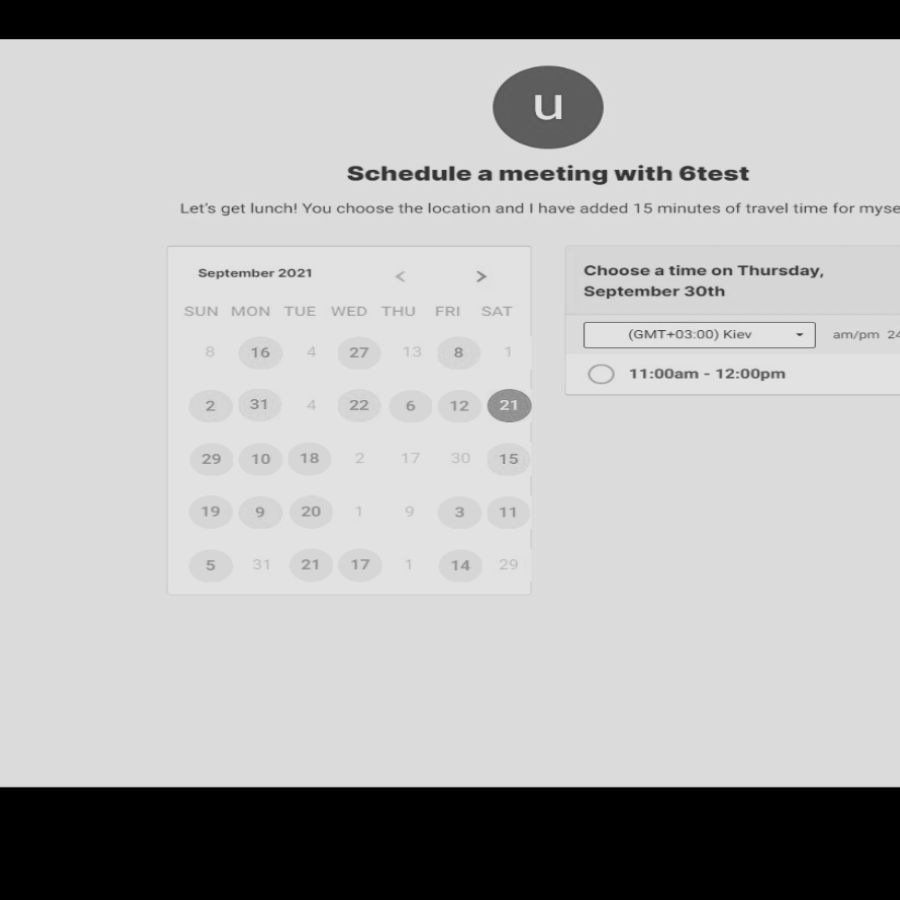 u
Schedule a meeting with 6test
Let's get lunch! You choose the location and I have added 15 minutes of travel time for myse
September 2021 < >
SUN MON TUE WED THU FRI SAT
8 16 4 27 13 8 1
2 31 4 22 6 12 21
29 10 18 2 17 30 15
19 9 20 1 9 3 11
5 31 21 17 1 14 29
Choose a time on Thursday,
September 30th
(GMT+03:00) Kiev
am/pm 24
11:00am - 12:00pm